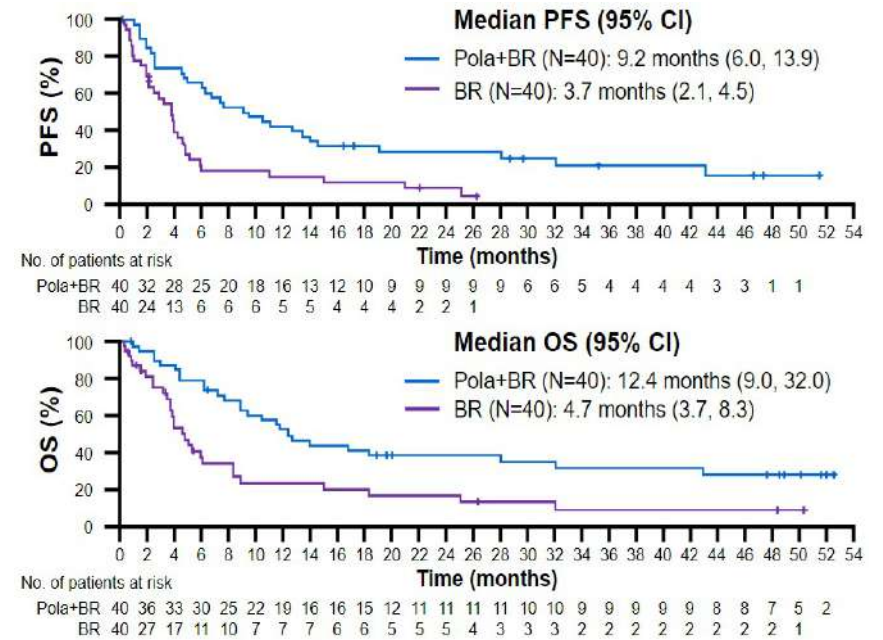 Median PFS (95% CI)
Pola+BR (N=40): 9.2 months (6.0, 13.9)
BR (N=40): 3.7 months (2.1, 4.5)
PFS (%)
100
80
60
40
20
0
0 2 4 6 8 10 12 14 16 18 20 22 24 26 28 30 32 34 36 38 40 42 44 46 48 50 52 54
Time (months)
No. of patients at risk
Pola+BR 40 32 28 25 20 18 16 13 12 10 9 9 9 9 9 6 6 5 4 4 4 4 3 3 1 1
BR 40 24 13 6 6 6 5 5 4 4 4 2 2 1
Median OS (95% CI)
Pola+BR (N=40): 12.4 months (9.0, 32.0)
BR (N=40): 4.7 months (3.7, 8.3)
OS (%)
100
80
60
40
20
0
0 2 4 6 8 10 12 14 16 18 20 22 24 26 28 30 32 34 36 38 40 42 44 46 48 50 52 54
Time (months)
No. of patients at risk
Pola+BR 40 36 33 30 25 22 19 16 16 15 12 11 11 11 11 10 10 9 9 9 9 9 8 8 7 5 2
BR 40 27 17 11 10 7 7 7 6 6 5 5 5 4 3 3 3 2 2 2 2 2 2 2 2 1